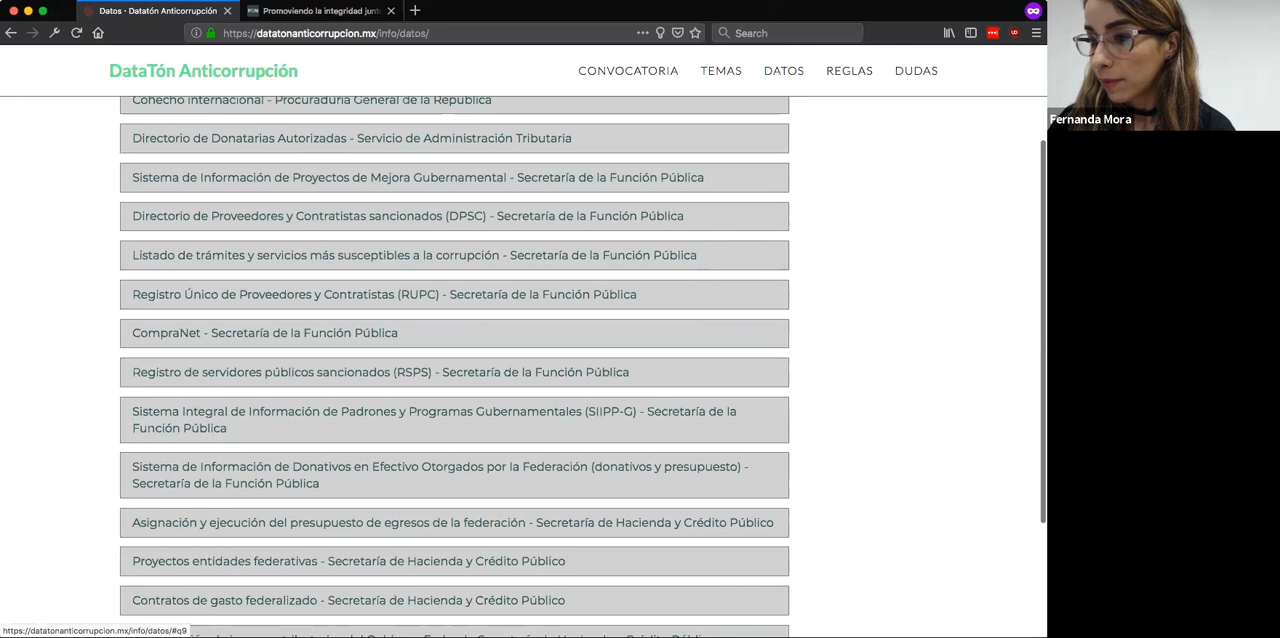 Datos · Datatón Anticorrupción
Promoviendo la integridad junt
https://datatonanticorrupcion.mx/info/datos/
Search
DataTón Anticorrupción
CONVOCATORIA TEMAS DATOS REGLAS DUDAS
Fernanda Mora
Cohecho internacional - Procuraduría General de la República
Directorio de Donatarias Autorizadas - Servicio de Administración Tributaria
Sistema de Información de Proyectos de Mejora Gubernamental - Secretaría de la Función Pública
Directorio de Proveedores y Contratistas sancionados (DPSC) - Secretaría de la Función Pública
Listado de trámites y servicios más susceptibles a la corrupción - Secretaría de la Función Pública
Registro Único de Proveedores y Contratistas (RUPC) - Secretaría de la Función Pública
CompraNet - Secretaría de la Función Pública
Registro de servidores públicos sancionados (RSPS) - Secretaría de la Función Pública
Sistema Integral de Información de Padrones y Programas Gubernamentales (SIIPP-G) - Secretaría de la
Función Pública
Sistema de Información de Donativos en Efectivo Otorgados por la Federación (donativos y presupuesto) -
Secretaría de la Función Pública
Asignación y ejecución del presupuesto de egresos de la federación - Secretaría de Hacienda y Crédito Público
Proyectos entidades federativas - Secretaría de Hacienda y Crédito Público
Contratos de gasto federalizado - Secretaría de Hacienda y Crédito Público
https://datatonanticorrupcion.mx/info/datos/#q9